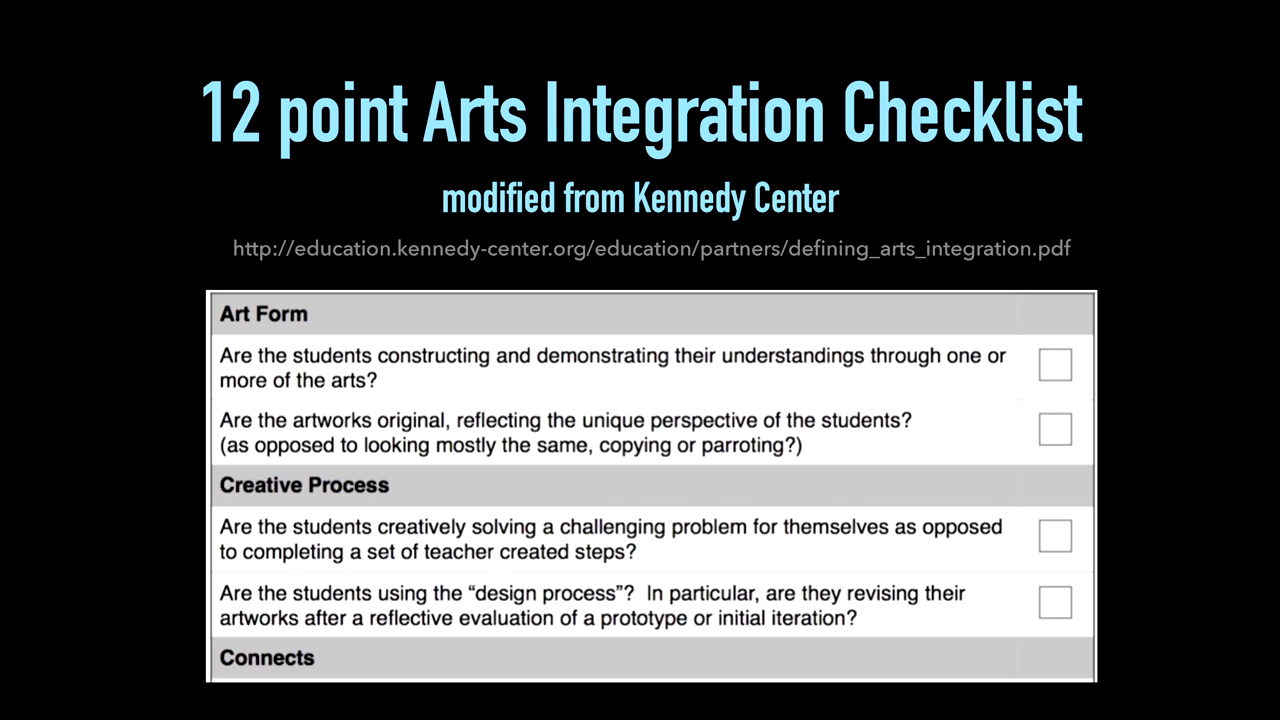 12 point Arts Integration Checklist
modified from Kennedy Center
http://education.kennedy-center.org/education/partners/defining_arts_integration.pdf
Art Form
Are the students constructing and demonstrating their understandings through one or
more of the arts?
Are the artworks original, reflecting the unique perspective of the students?
(as opposed to looking mostly the same, copying or parroting?)
Creative Process
Are the students creatively solving a challenging problem for themselves as opposed
to completing a set of teacher created steps?
Are the students using the “design process”?  In particular, are they revising their
artworks after a reflective evaluation of a prototype or initial iteration?
Connects